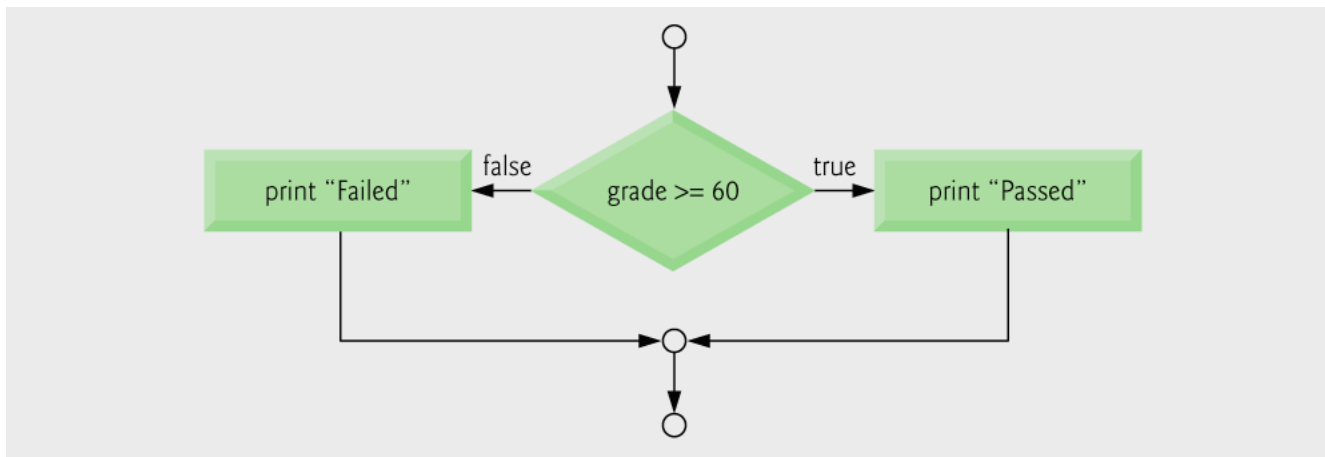 false
true
print “Failed”
grade >= 60
print “Passed”